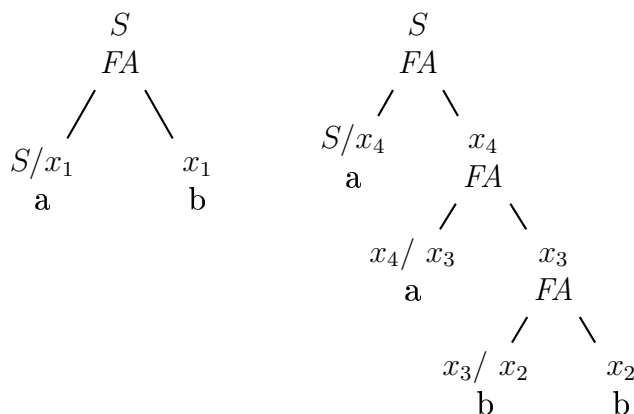 S S
FA FA
S/x₁ x₁ S/x₄ x₄
a b a FA
x₄/ x₃ x₃
a FA
x₃/ x₂ x₂
b b